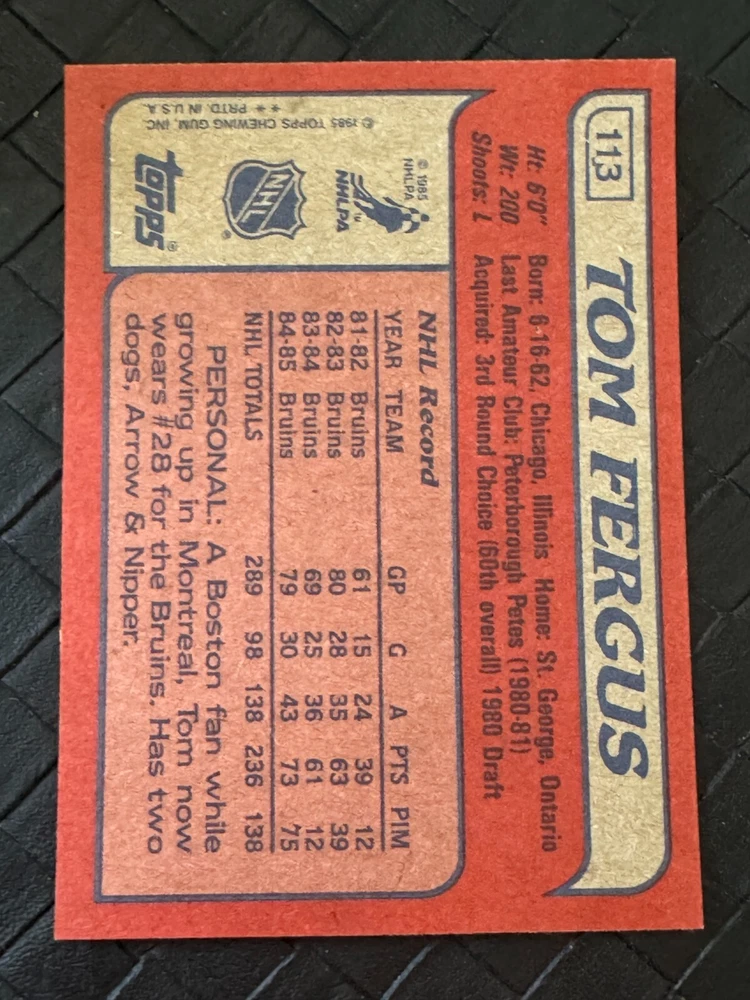 113
TOM FERGUS
Ht: 6'0" Born: 6-16-62, Chicago, Illinois Home: St. George, Ontario
Wt: 200 Last Amateur Club: Peterborough Petes (1980-81)
Shoots: L Acquired: 3rd Round Choice (60th overall) 1980 Draft
© 1985
NHLPA
NHLPA
TM
NHL
®
topps®
© 1985 TOPPS CHEWING GUM, INC.
* * PRTD. IN U.S.A.
NHL Record
YEAR TEAM GP G A PTS PIM
81-82 Bruins 61 15 24 39 12
82-83 Bruins 80 28 35 63 39
83-84 Bruins 69 25 36 61 12
84-85 Bruins 79 30 43 73 75
NHL TOTALS 289 98 138 236 138
PERSONAL: A Boston fan while
growing up in Montreal, Tom now
wears #28 for the Bruins. Has two
dogs, Arrow & Nipper.